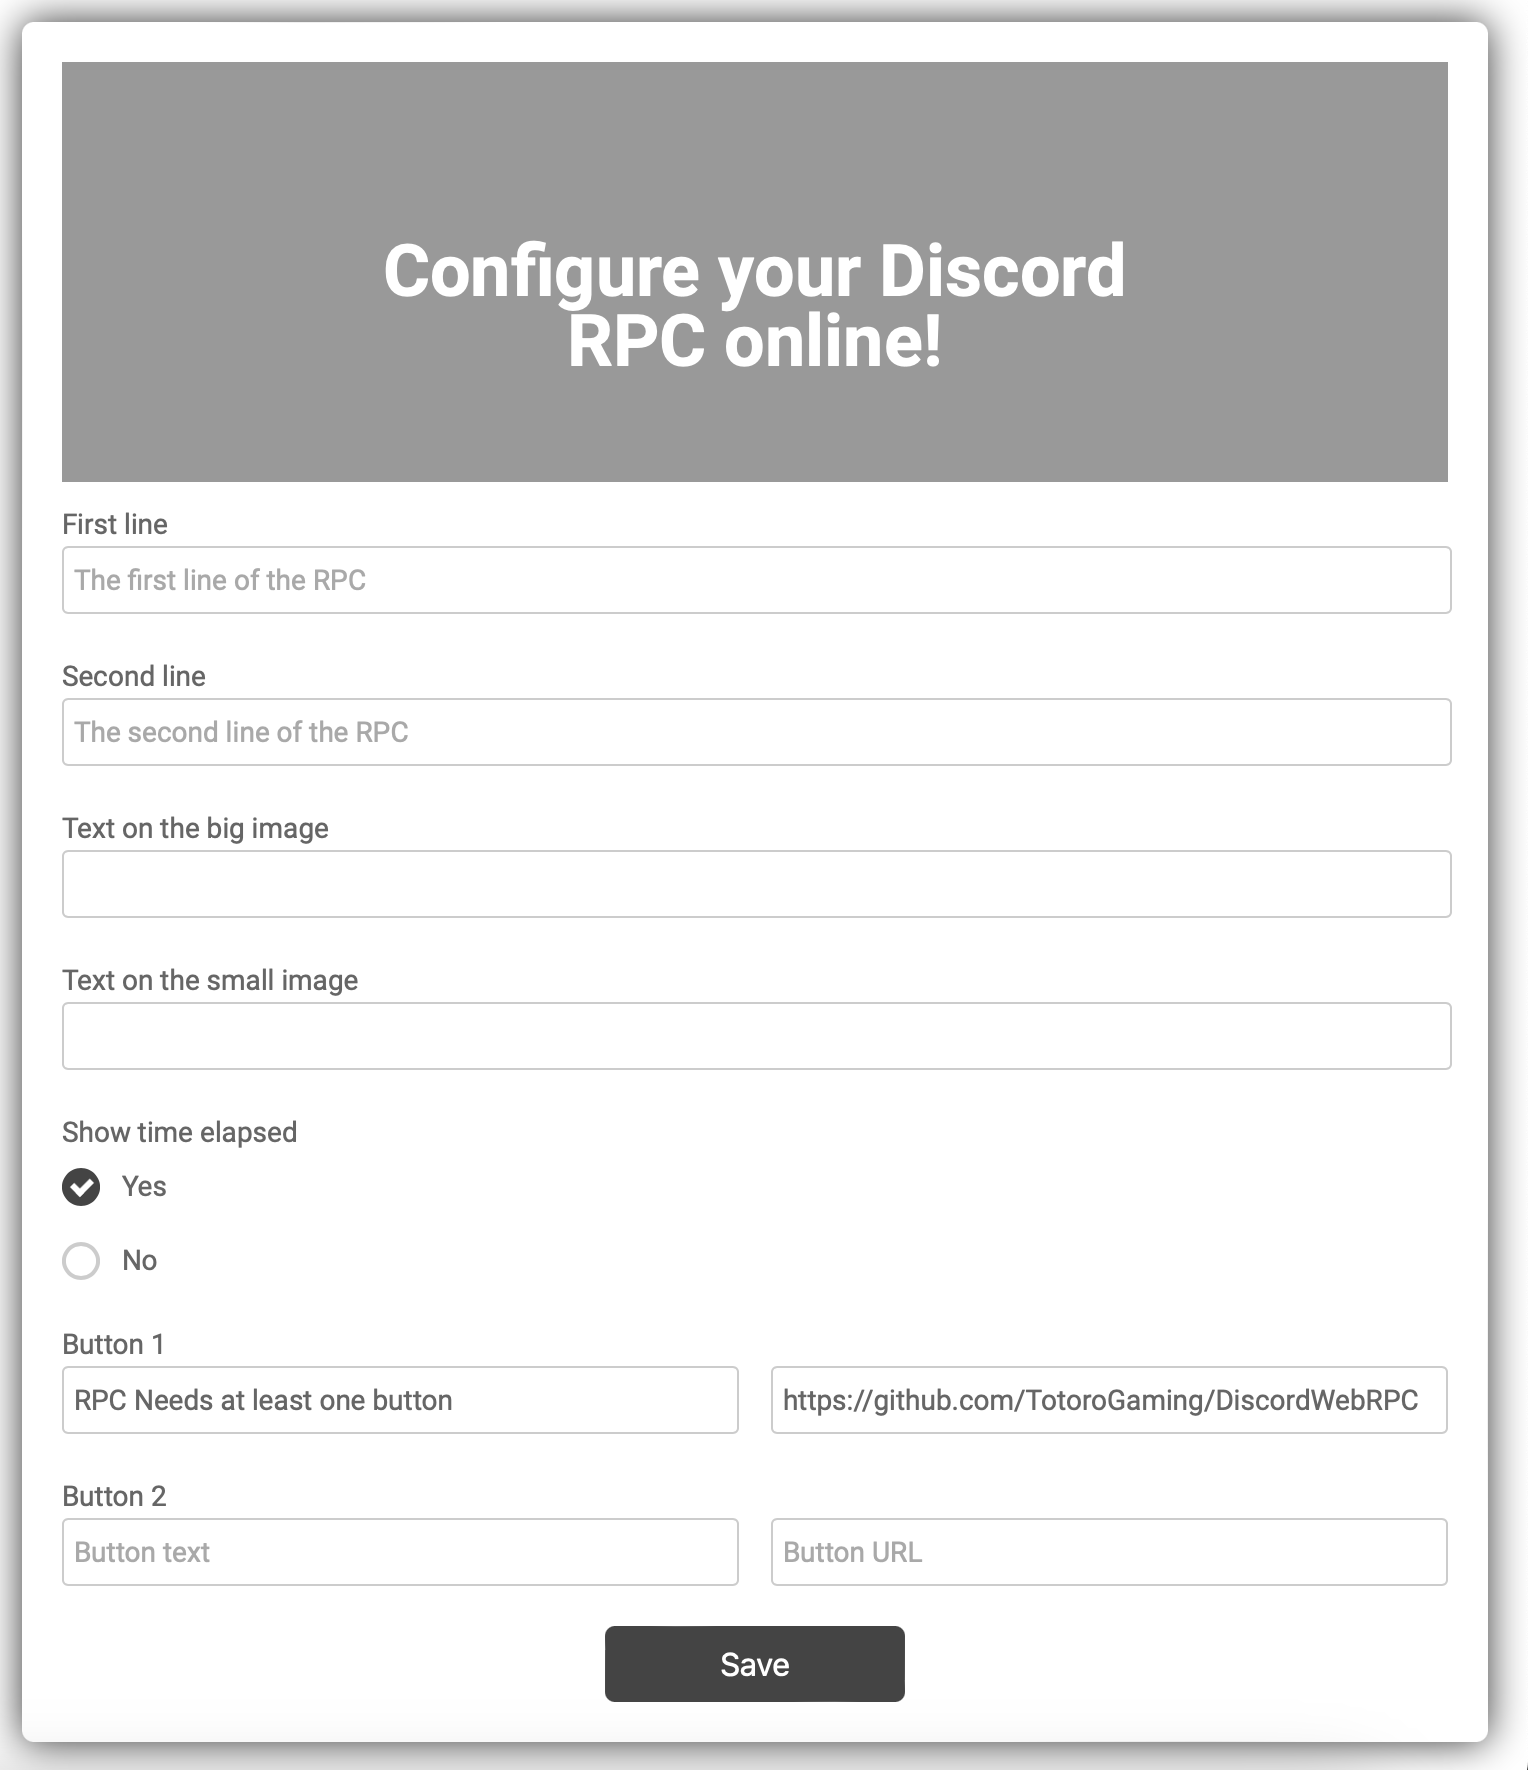 Configure your Discord
RPC online!
First line
The first line of the RPC
Second line
The second line of the RPC
Text on the big image
Text on the small image
Show time elapsed
Yes
No
Button 1
RPC Needs at least one button
https://github.com/TotoroGaming/DiscordWebRPC
Button 2
Button text
Button URL
Save